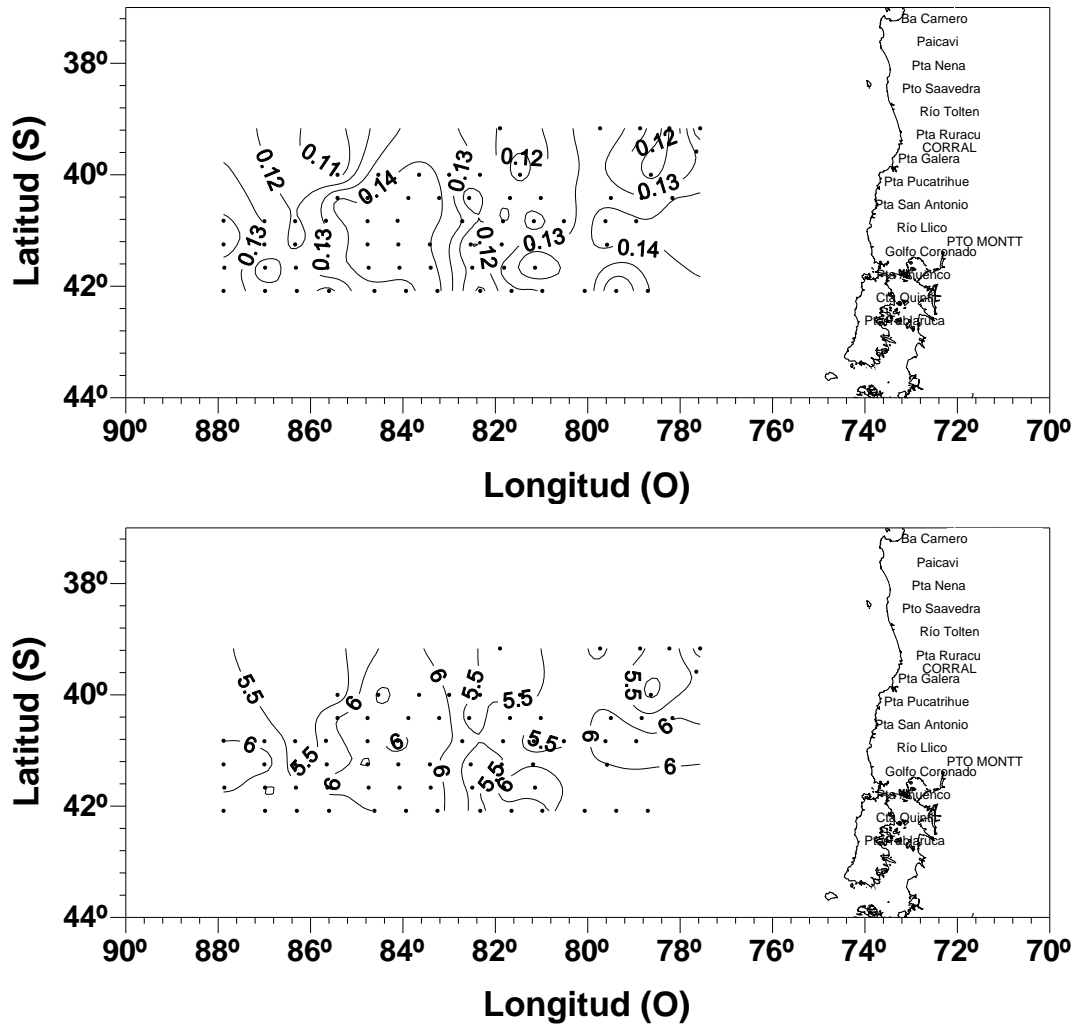 Ba Carnero
Paicavi
38º
Pta Nena
Pto Saavedra
Río Tolten
Pta Ruracu
CORRAL
Pta Galera
40º
Pta Pucatrihue
Pta San Antonio
Río Llico
PTO MONTT
Golfo Coronado
42º
44º
0.12
0.11
0.14
0.13
0.12
0.12
0.13
0.13
0.13
0.12
0.13
0.14
Latitud (S)
90º 88º 86º 84º 82º 80º 78º 76º 74º 72º 70º
Longitud (O)
Ba Carnero
Paicavi
38º
Pta Nena
Pto Saavedra
Río Tolten
Pta Ruracu
CORRAL
Pta Galera
40º
Pta Pucatrihue
Pta San Antonio
Río Llico
PTO MONTT
Golfo Coronado
42º
44º
5.5
6
6
5.5
5.5
5.5
6
5.5
6
6
6
5.5
6
5.5
6
6
6
Latitud (S)
90º 88º 86º 84º 82º 80º 78º 76º 74º 72º 70º
Longitud (O)